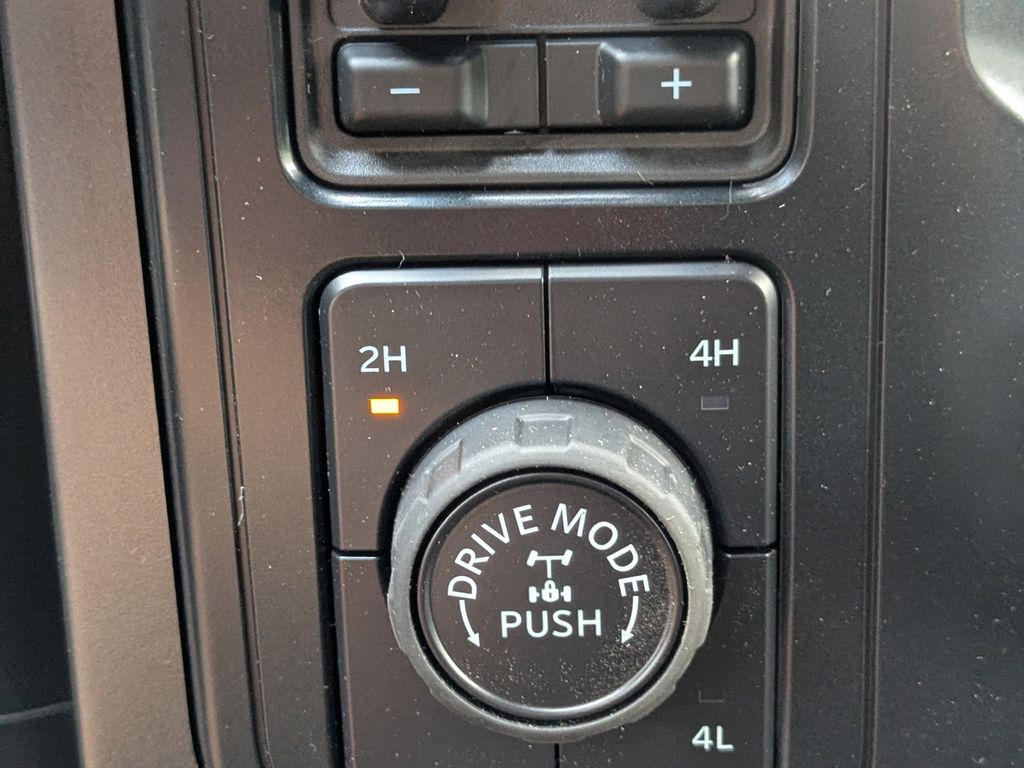 − +
2H 4H
DRIVE MODE
PUSH
4L